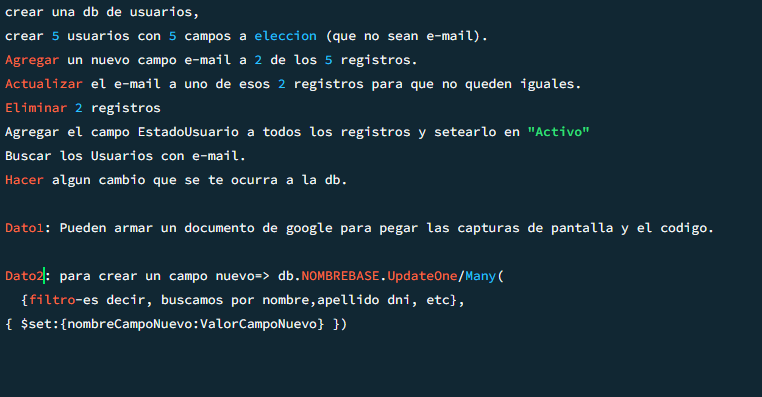 crear una db de usuarios,
crear 5 usuarios con 5 campos a eleccion (que no sean e-mail).
Agregar un nuevo campo e-mail a 2 de los 5 registros.
Actualizar el e-mail a uno de esos 2 registros para que no queden iguales.
Eliminar 2 registros
Agregar el campo EstadoUsuario a todos los registros y setearlo en "Activo"
Buscar los Usuarios con e-mail.
Hacer algun cambio que se te ocurra a la db.
Dato1: Pueden armar un documento de google para pegar las capturas de pantalla y el codigo.
Dato2: para crear un campo nuevo=> db.NOMBREBASE.UpdateOne/Many(
{filtro-es decir, buscamos por nombre,apellido dni, etc},
{ $set:{nombreCampoNuevo:ValorCampoNuevo} })